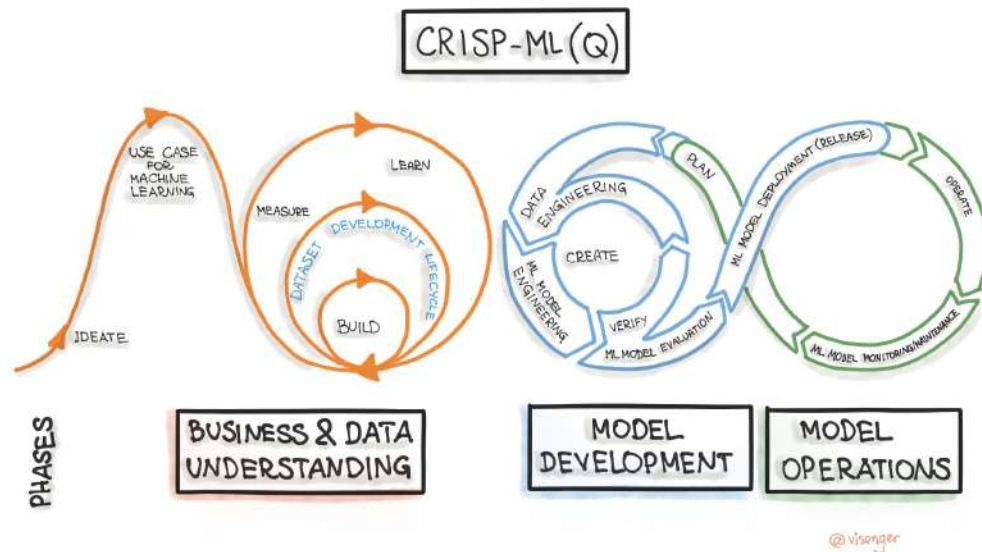 CRISP-ML(Q)
IDEATE
USE CASE
FOR
MACHINE
LEARNING
MEASURE
LEARN
DATASET DEVELOPMENT LIFECYCLE
BUILD
DATA
ENGINEERING
PLAN
CREATE
ML MODEL
ENGINEERING
VERIFY
ML MODEL EVALUATION
ML MODEL DEPLOYMENT (RELEASE)
OPERATE
ML MODEL MONITORING/MAINTENANCE
PHASES
BUSINESS & DATA
UNDERSTANDING
MODEL
DEVELOPMENT
MODEL
OPERATIONS
@visenger